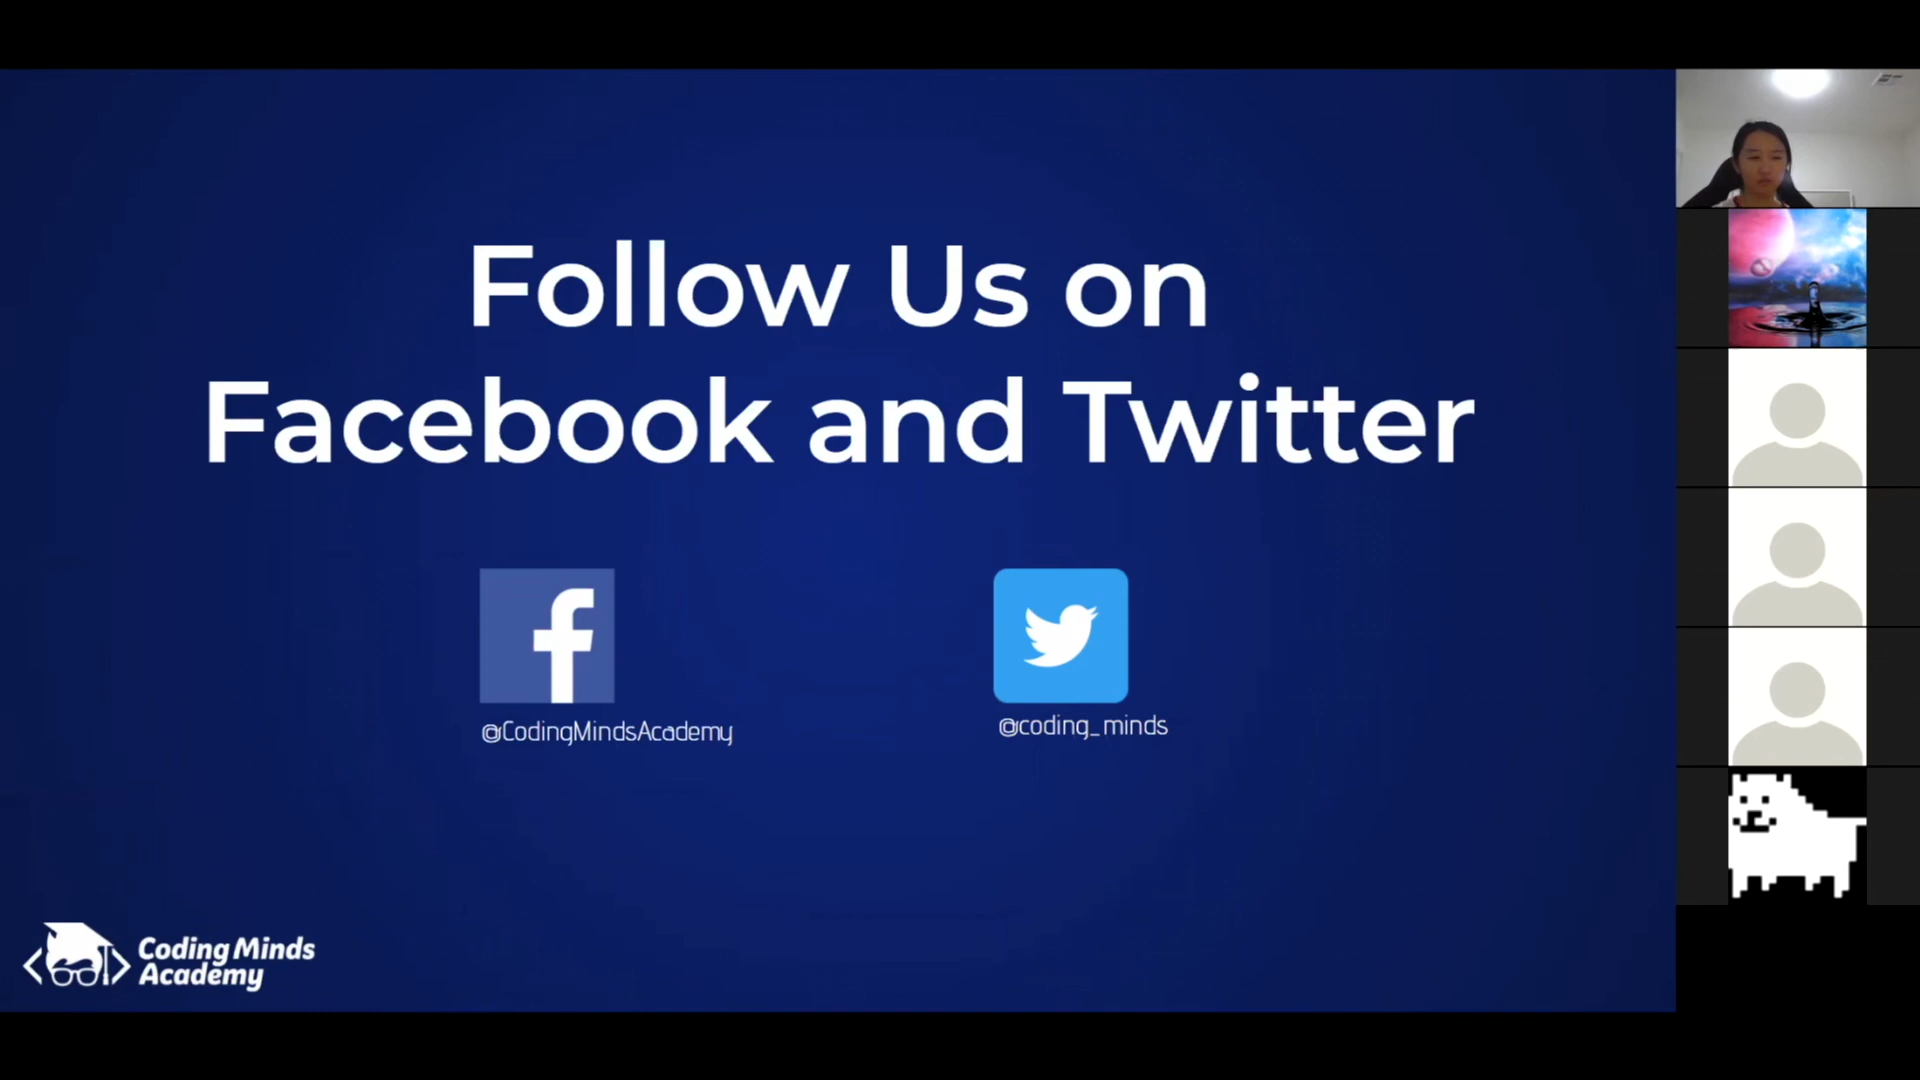 Follow Us on
Facebook and Twitter
@CodingMindsAcademy
@coding_minds
Coding Minds
Academy